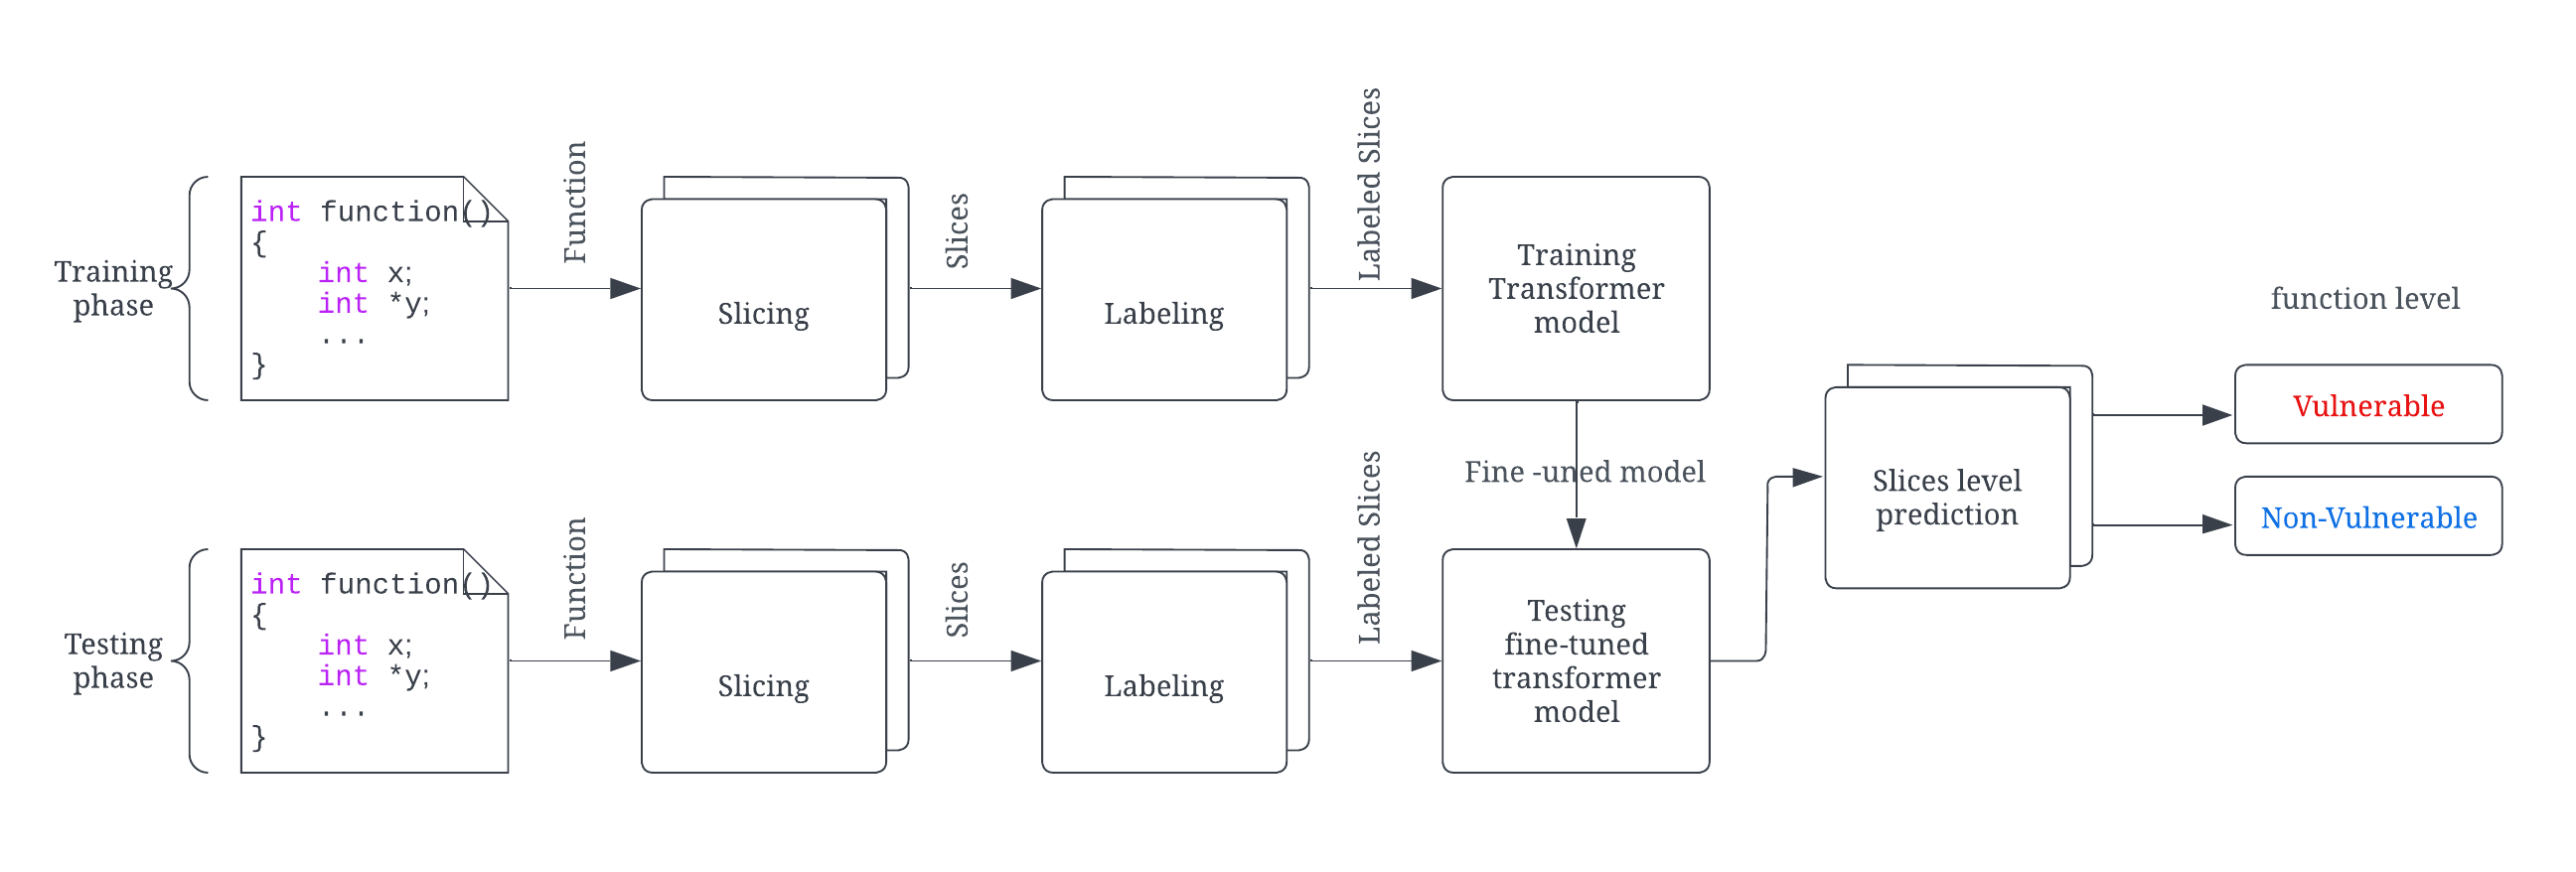 Training
phase
int function()
{
int x;
int *y;
...
}
Function
Slicing
Slices
Labeling
Labeled Slices
Training
Transformer
model
Fine -uned model
Testing
phase
int function()
{
int x;
int *y;
...
}
Function
Slicing
Slices
Labeling
Labeled Slices
Testing
fine-tuned
transformer
model
Slices level
prediction
function level
Vulnerable
Non-Vulnerable